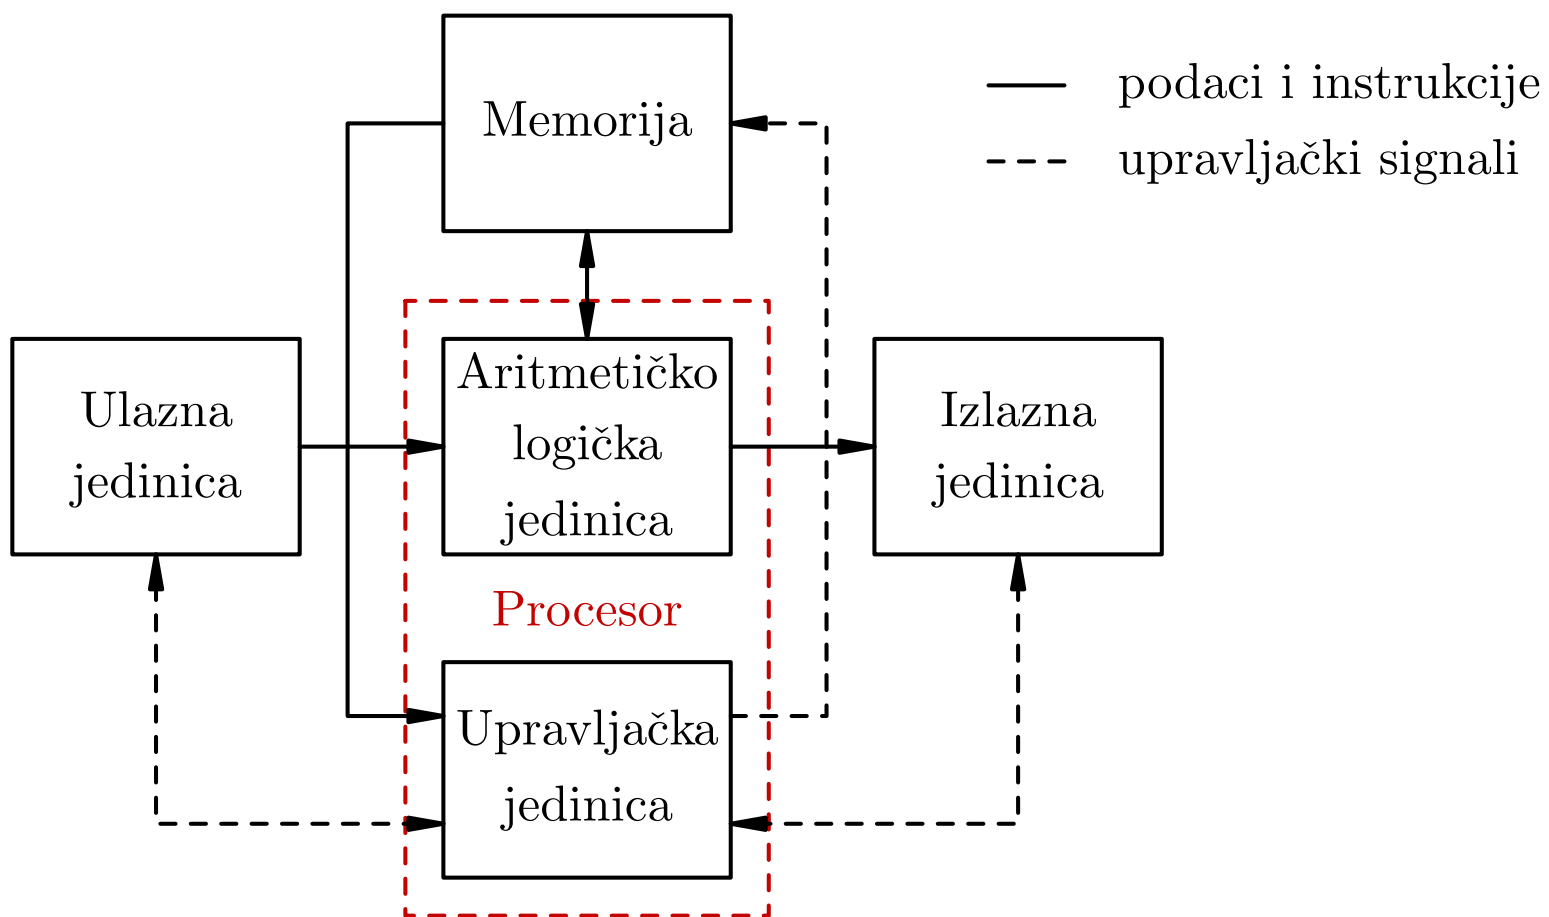 Memorija
podaci i instrukcije
upravljački signali
Ulazna
jedinica
Aritmetičko
logička
jedinica
Izlazna
jedinica
Procesor
Upravljačka
jedinica